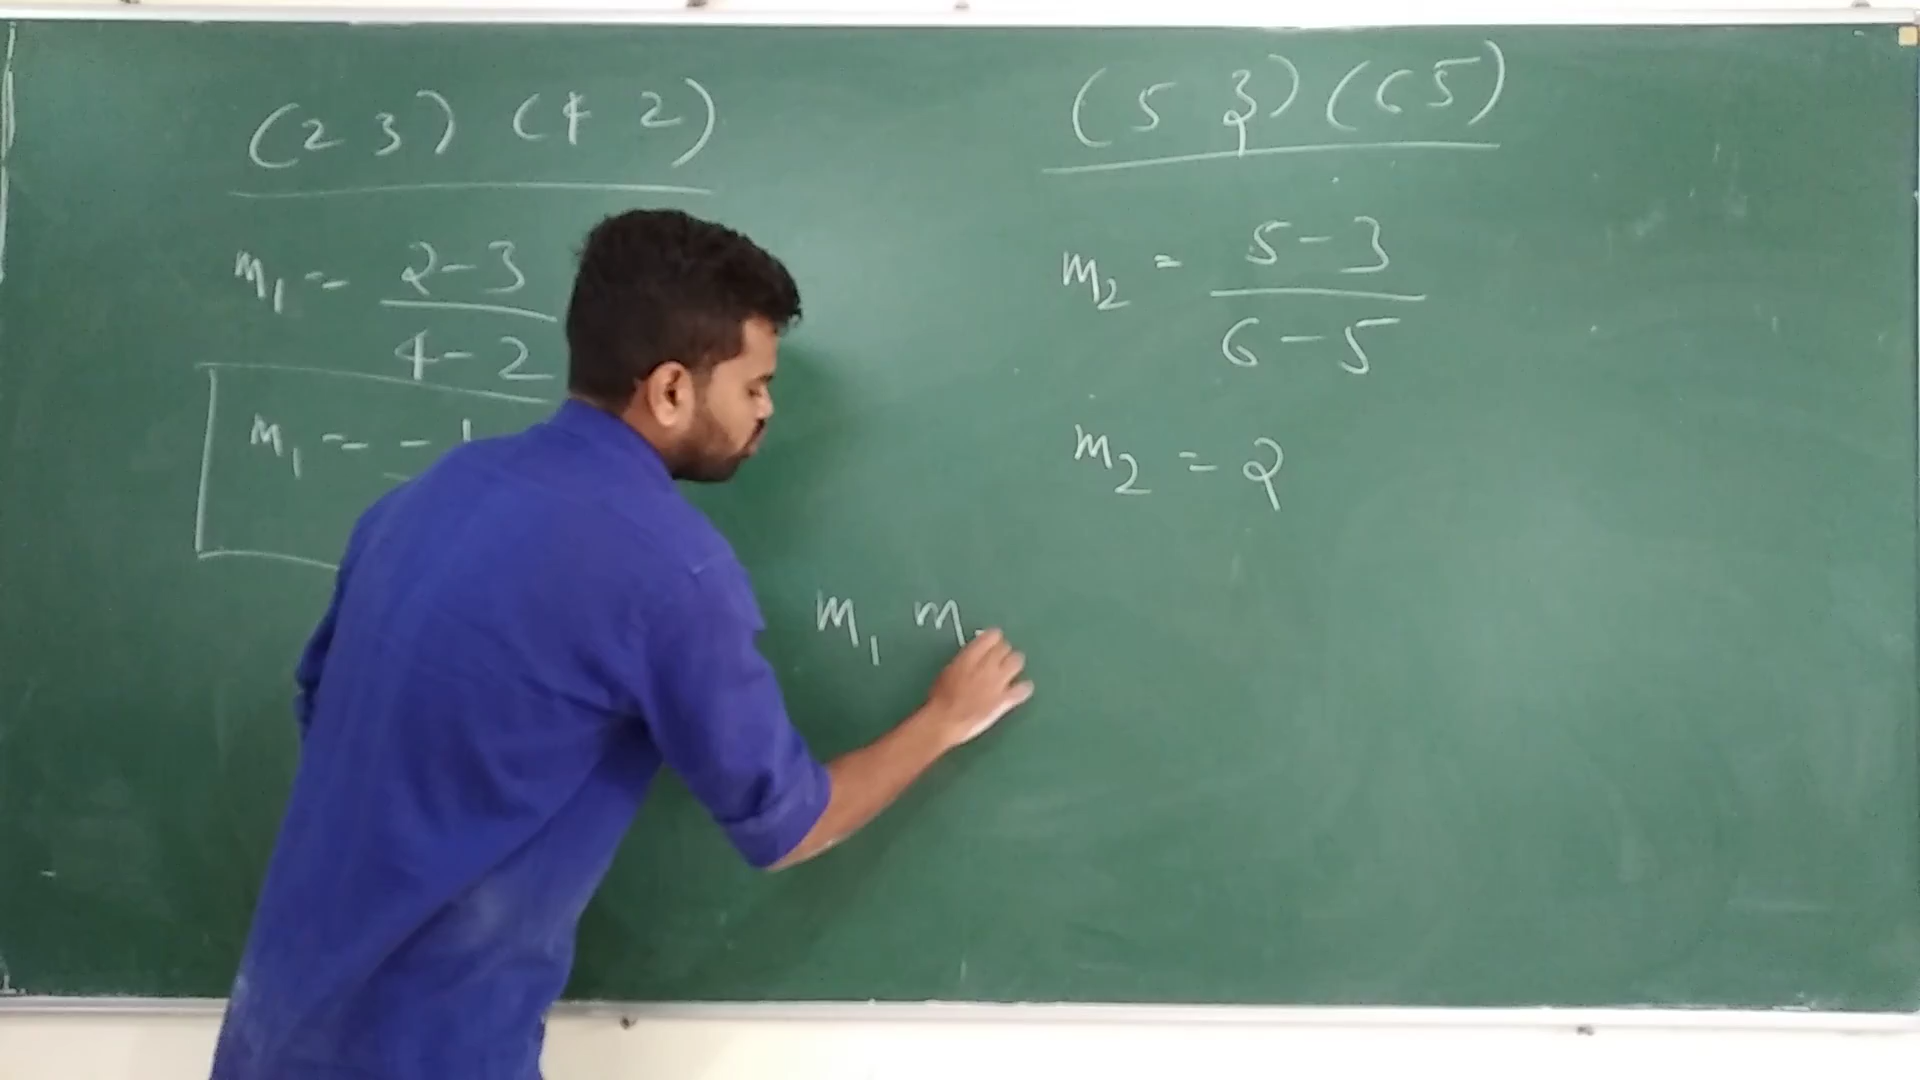 (2 3) (4 2)
m₁ = 2-3 / 4-2
m₁ = -1
(5 3) (6 5)
m₂ = 5-3 / 6-5
m₂ = 2
m₁ m